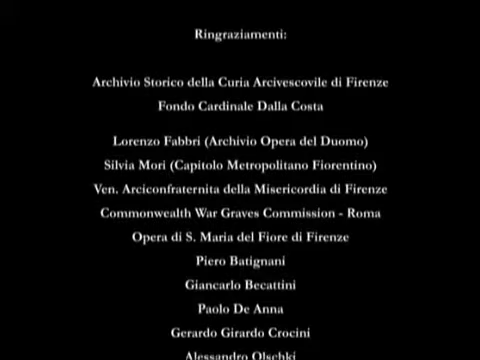 Ringraziamenti:
Archivio Storico della Curia Arcivescovile di Firenze
Fondo Cardinale Dalla Costa
Lorenzo Fabbri (Archivio Opera del Duomo)
Silvia Mori (Capitolo Metropolitano Fiorentino)
Ven. Arciconfraternita della Misericordia di Firenze
Commonwealth War Graves Commission - Roma
Opera di S. Maria del Fiore di Firenze
Piero Batignani
Giancarlo Becattini
Paolo De Anna
Gerardo Girardo Crocini
Alessandro Olschki